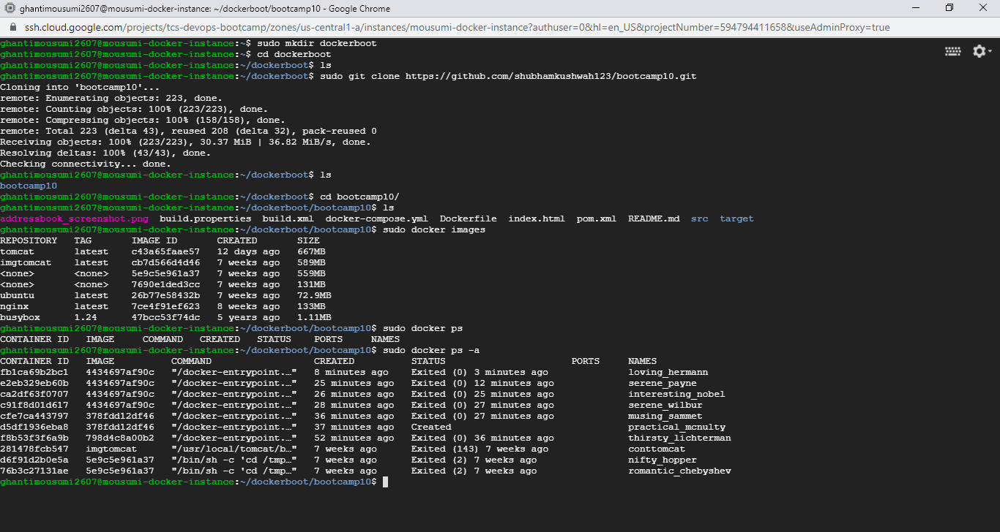 ghantimousumi2607@mousumi-docker-instance: ~/dockerboot/bootcamp10 - Google Chrome
ssh.cloud.google.com/projects/tcs-devops-bootcamp/zones/us-central1-a/instances/mousumi-docker-instance?authuser=0&hl=en_US&projectNumber=594794411658&useAdminProxy=true
ghantimousumi2607@mousumi-docker-instance:~$ sudo mkdir dockerboot
ghantimousumi2607@mousumi-docker-instance:~$ cd dockerboot
ghantimousumi2607@mousumi-docker-instance:~/dockerboot$ ls
ghantimousumi2607@mousumi-docker-instance:~/dockerboot$ sudo git clone https://github.com/shubhamkushwah123/bootcamp10.git
Cloning into 'bootcamp10'...
remote: Enumerating objects: 223, done.
remote: Counting objects: 100% (223/223), done.
remote: Compressing objects: 100% (158/158), done.
remote: Total 223 (delta 43), reused 208 (delta 32), pack-reused 0
Receiving objects: 100% (223/223), 30.37 MiB | 36.82 MiB/s, done.
Resolving deltas: 100% (43/43), done.
Checking connectivity... done.
ghantimousumi2607@mousumi-docker-instance:~/dockerboot$ ls
bootcamp10
ghantimousumi2607@mousumi-docker-instance:~/dockerboot$ cd bootcamp10/
ghantimousumi2607@mousumi-docker-instance:~/dockerboot/bootcamp10$ ls
addressbook_screenshot.png  build.properties  build.xml  docker-compose.yml  Dockerfile  index.html  pom.xml  README.md  src  target
ghantimousumi2607@mousumi-docker-instance:~/dockerboot/bootcamp10$ sudo docker images
REPOSITORY   TAG       IMAGE ID       CREATED       SIZE
tomcat       latest    c43a65faae57   12 days ago   667MB
imgtomcat    latest    cb7d566d4d46   7 weeks ago   589MB
<none>       <none>    5e9c5e961a37   7 weeks ago   559MB
<none>       <none>    7690e1ded3cc   7 weeks ago   131MB
ubuntu       latest    26b77e58432b   7 weeks ago   72.9MB
nginx        latest    7ce4f91ef623   8 weeks ago   133MB
busybox      1.24      47bcc53f74dc   5 years ago   1.11MB
ghantimousumi2607@mousumi-docker-instance:~/dockerboot/bootcamp10$ sudo docker ps
CONTAINER ID   IMAGE     COMMAND   CREATED   STATUS    PORTS     NAMES
ghantimousumi2607@mousumi-docker-instance:~/dockerboot/bootcamp10$ sudo docker ps -a
CONTAINER ID   IMAGE          COMMAND                  CREATED          STATUS                      PORTS     NAMES
fb1ca69b2bc1   4434697af90c   "/docker-entrypoint.…"   8 minutes ago    Exited (0) 3 minutes ago              loving_hermann
e2eb329eb60b   4434697af90c   "/docker-entrypoint.…"   25 minutes ago   Exited (0) 12 minutes ago             serene_payne
ca2df63f0707   4434697af90c   "/docker-entrypoint.…"   26 minutes ago   Exited (0) 25 minutes ago             interesting_nobel
c91f8d01d617   4434697af90c   "/docker-entrypoint.…"   28 minutes ago   Exited (0) 27 minutes ago             serene_wilbur
cfe7ca443797   378fdd12df46   "/docker-entrypoint.…"   36 minutes ago   Exited (0) 27 minutes ago             musing_sammet
d5df1936eba8   378fdd12df46   "/docker-entrypoint.…"   37 minutes ago   Created                               practical_mcnulty
f8b53f3f6a9b   798d4c8a00b2   "/docker-entrypoint.…"   52 minutes ago   Exited (0) 36 minutes ago             thirsty_lichterman
281478fcb547   imgtomcat      "/usr/local/tomcat/b…"   7 weeks ago      Exited (143) 7 weeks ago              conttomcat
d6f91d2b0e5a   5e9c5e961a37   "/bin/sh -c 'cd /tmp…"   7 weeks ago      Exited (2) 7 weeks ago                nifty_hopper
76b3c27131ae   5e9c5e961a37   "/bin/sh -c 'cd /tmp…"   7 weeks ago      Exited (2) 7 weeks ago                romantic_chebyshev
ghantimousumi2607@mousumi-docker-instance:~/dockerboot/bootcamp10$